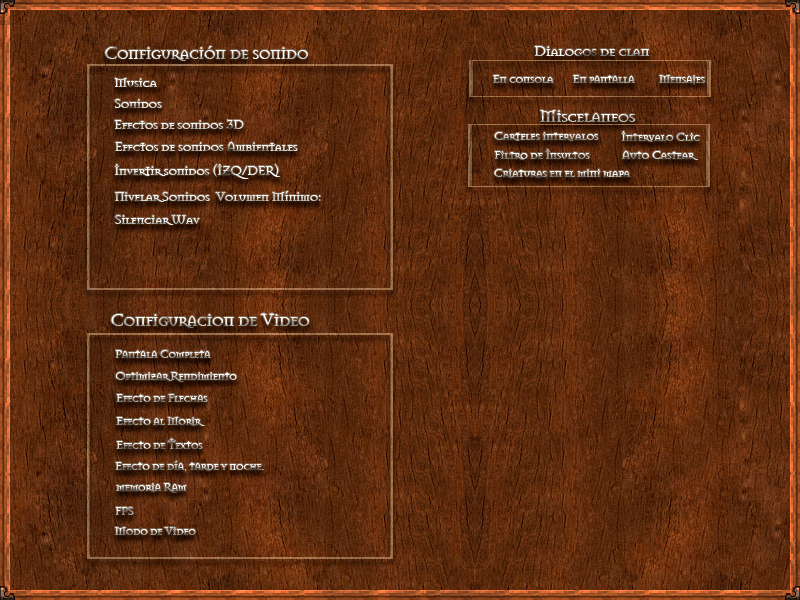 Configuración de sonido
Musica
Sonidos
Efectos de sonidos 3D
Efectos de sonidos Ambientales
Invertir sonidos (IZQ/DER)
Nivelar Sonidos Volumen Mínimo:
Silenciar Wav
Configuracion de Video
Pantala Completa
Optimizar Rendimiento
Efecto de Flechas
Efecto al Morir
Efecto de Textos
Efecto de día, tarde y noche.
memoria Ram
FPS
Modo de Video
Dialogos de clan
En consola En pantalla Mensajes
Miscelaneos
Carteles intervalos Intervalo Clic
Filtro de Insultos Auto Castear
Criaturas en el mini mapa